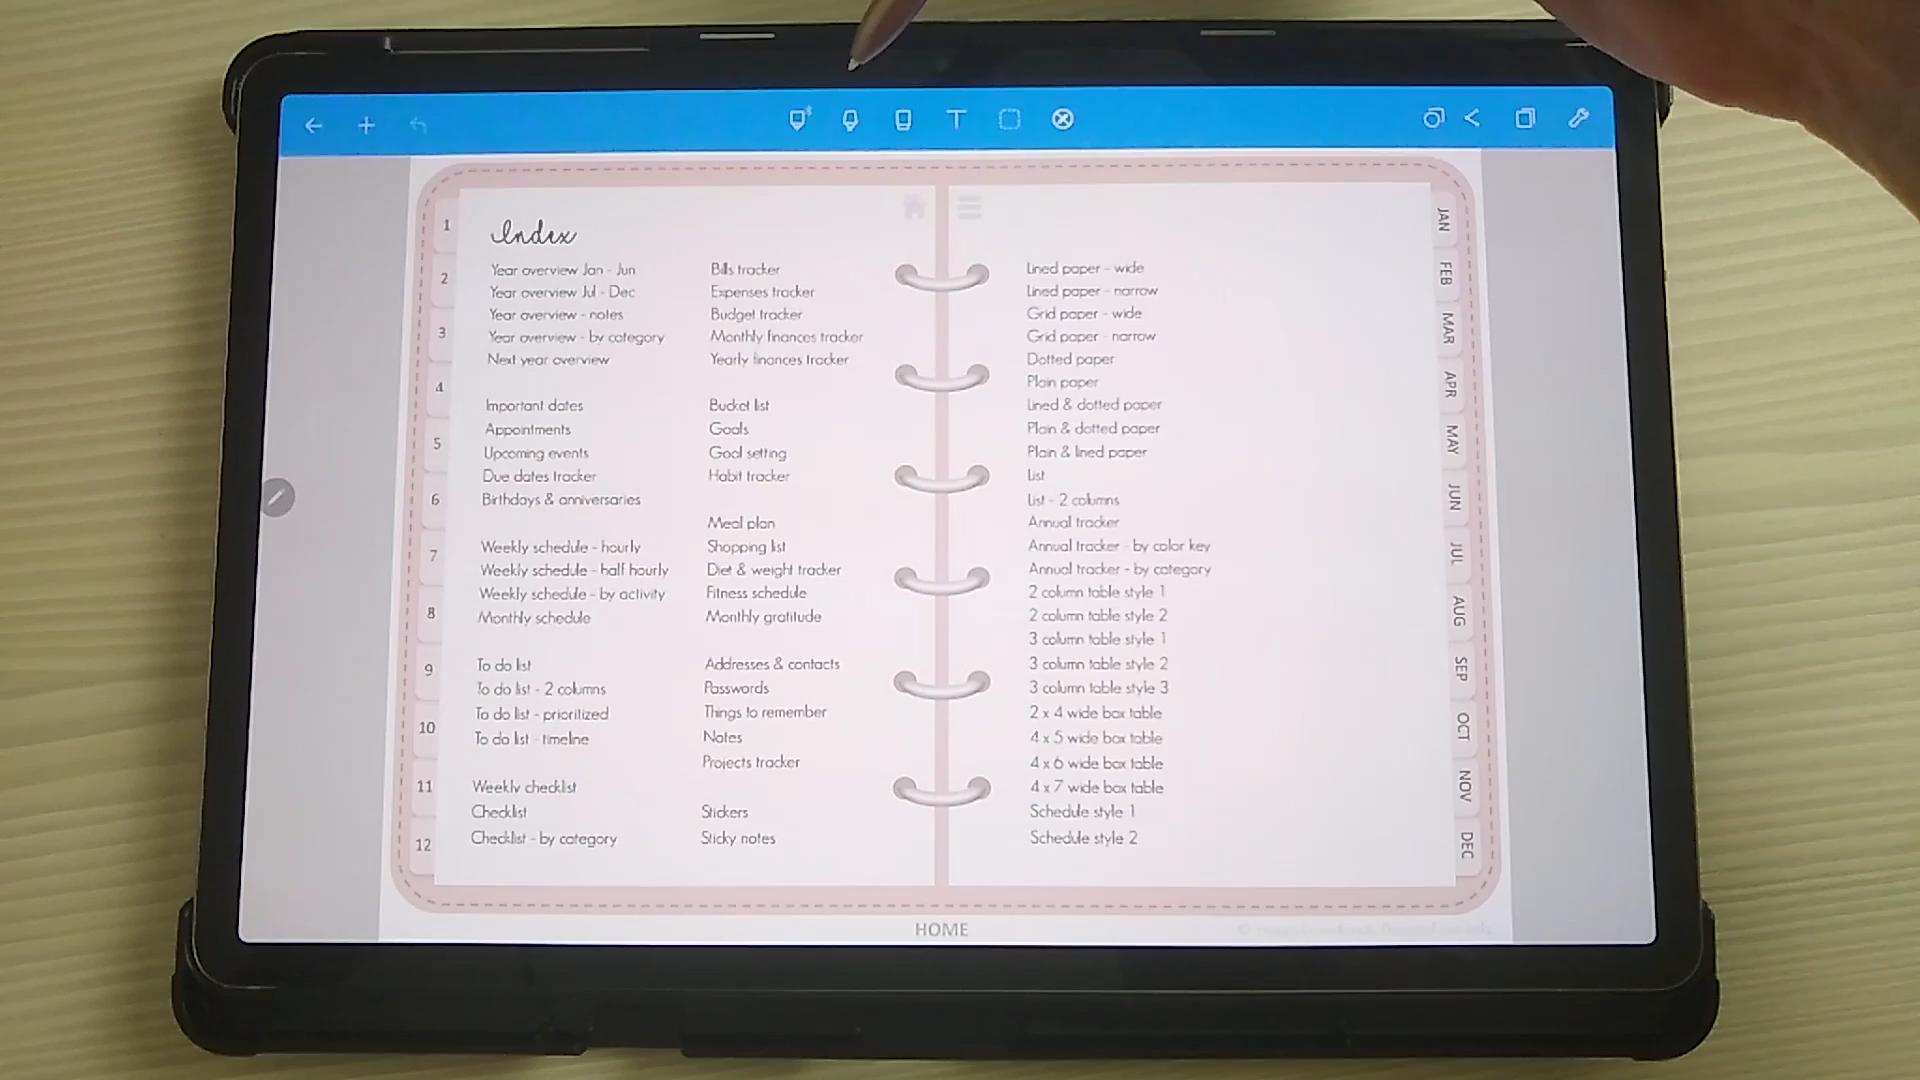 Index
Year overview Jan - Jun
Year overview Jul - Dec
Year overview - notes
Year overview - by category
Next year overview
Important dates
Appointments
Upcoming events
Due dates tracker
Birthdays & anniversaries
Weekly schedule - hourly
Weekly schedule - half hourly
Weekly schedule - by activity
Monthly schedule
To do list
To do list - 2 columns
To do list - prioritized
To do list - timeline
Weekly checklist
Checklist
Checklist - by category
Bills tracker
Expenses tracker
Budget tracker
Monthly finances tracker
Yearly finances tracker
Bucket list
Goals
Goal setting
Habit tracker
Meal plan
Shopping list
Diet & weight tracker
Fitness schedule
Monthly gratitude
Addresses & contacts
Passwords
Things to remember
Notes
Projects tracker
Stickers
Sticky notes
Lined paper - wide
Lined paper - narrow
Grid paper - wide
Grid paper - narrow
Dotted paper
Plain paper
Lined & dotted paper
Plain & dotted paper
Plain & lined paper
List
List - 2 columns
Annual tracker
Annual tracker - by color key
Annual tracker - by category
2 column table style 1
2 column table style 2
3 column table style 1
3 column table style 2
3 column table style 3
2 x 4 wide box table
4 x 5 wide box table
4 x 6 wide box table
4 x 7 wide box table
Schedule style 1
Schedule style 2
1
2
3
4
5
6
7
8
9
10
11
12
JAN
FEB
MAR
APR
MAY
JUN
JUL
AUG
SEP
OCT
NOV
DEC
HOME